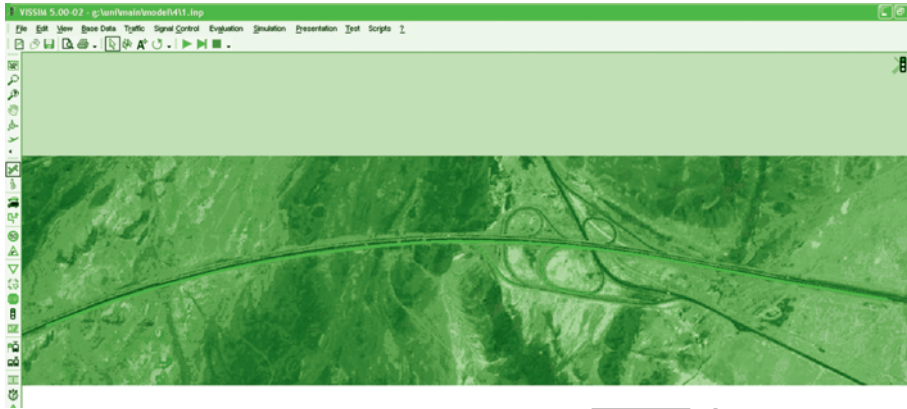 VISSIM 5.00-02 - g:\uni\main\model\4\1.inp
File Edit View Base Data Traffic Signal Control Evaluation Simulation Presentation Test Scripts ?